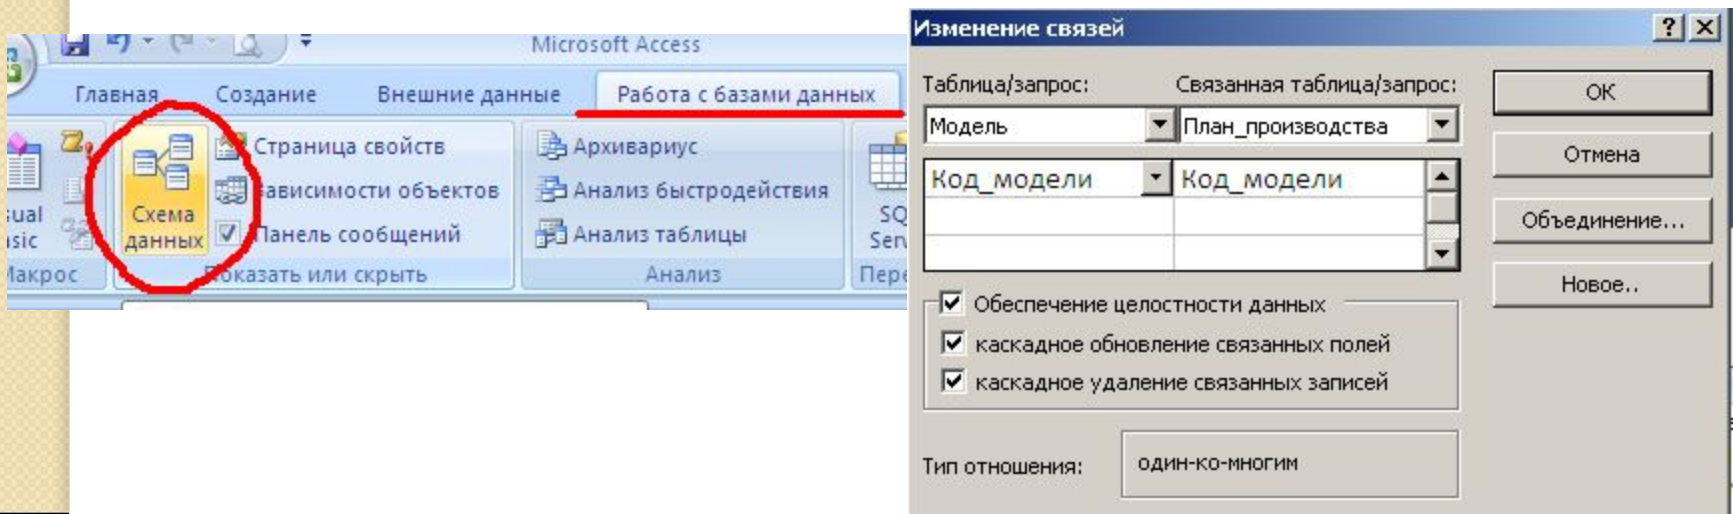 Microsoft Access
Главная Создание Внешние данные Работа с базами данных
Схема данных
Страница свойств
Зависимости объектов
Панель сообщений
Показать или скрыть
Архивариус
Анализ быстродействия
Анализ таблицы
Анализ
Изменение связей
Таблица/запрос: Связанная таблица/запрос:
Модель План_производства
Код_модели Код_модели
Обеспечение целостности данных
каскадное обновление связанных полей
каскадное удаление связанных записей
Тип отношения: один-ко-многим
ОК
Отмена
Объединение...
Новое..